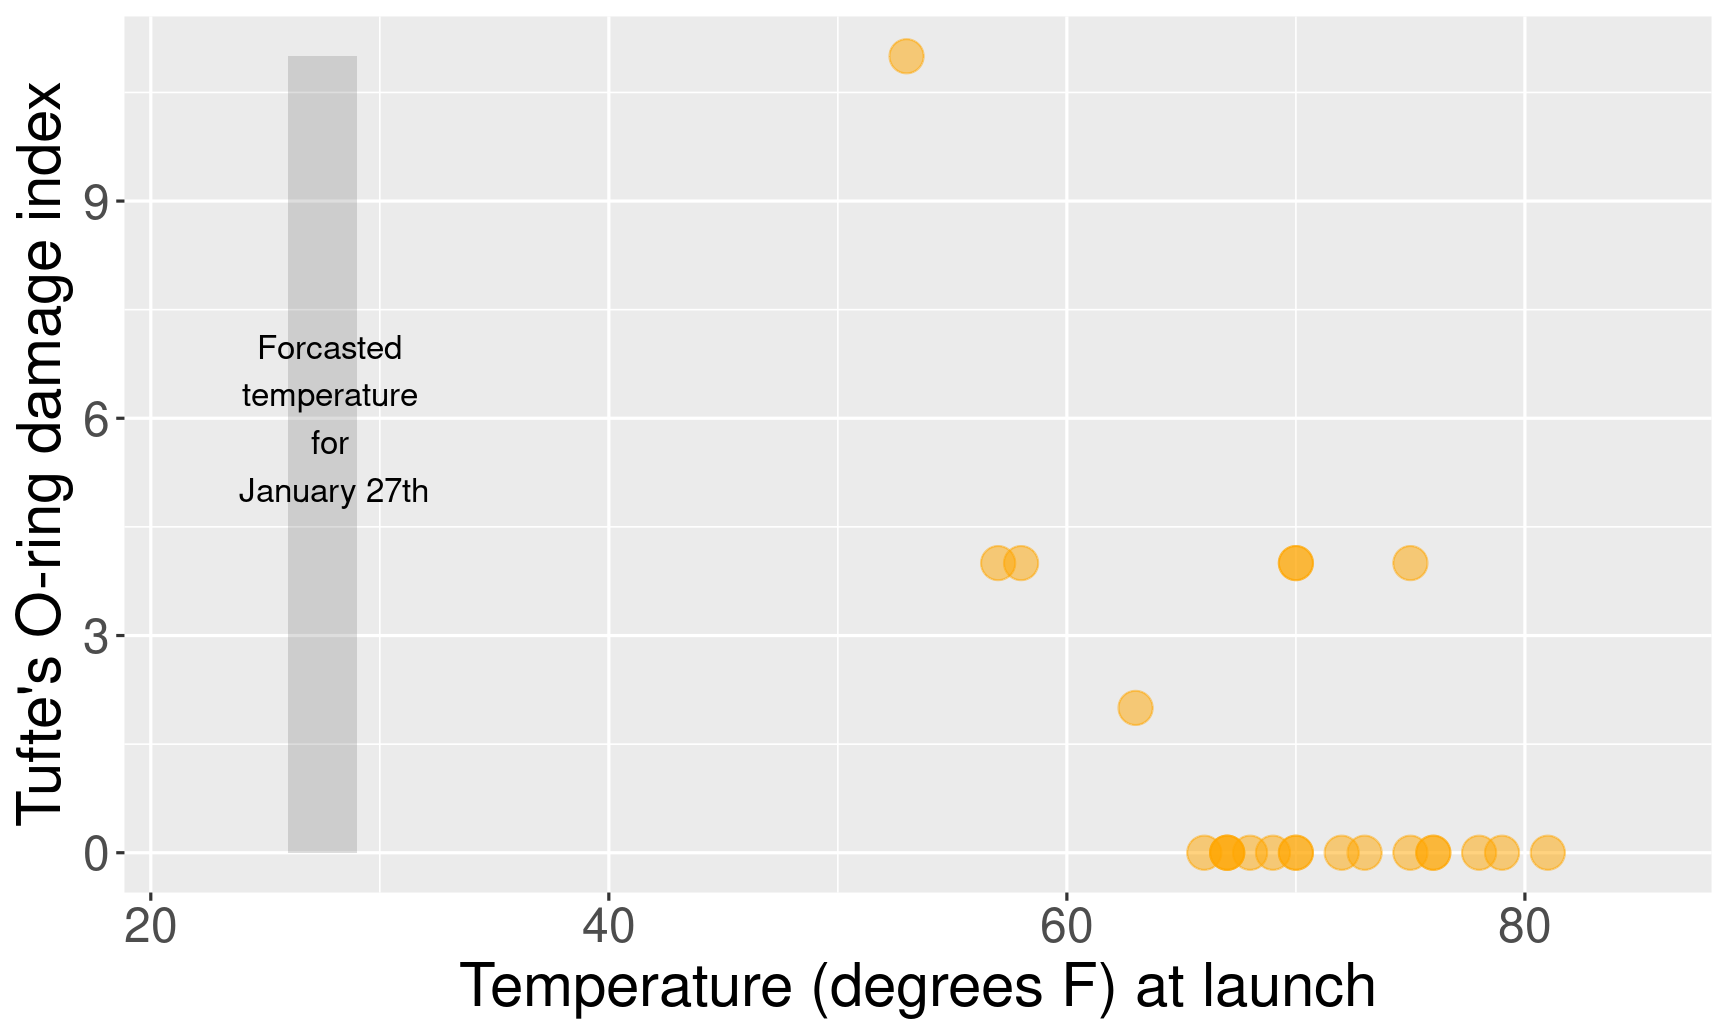 Tufte's O-ring damage index
9
6
3
0
Forcasted
temperature
for
January 27th
20 40 60 80
Temperature (degrees F) at launch